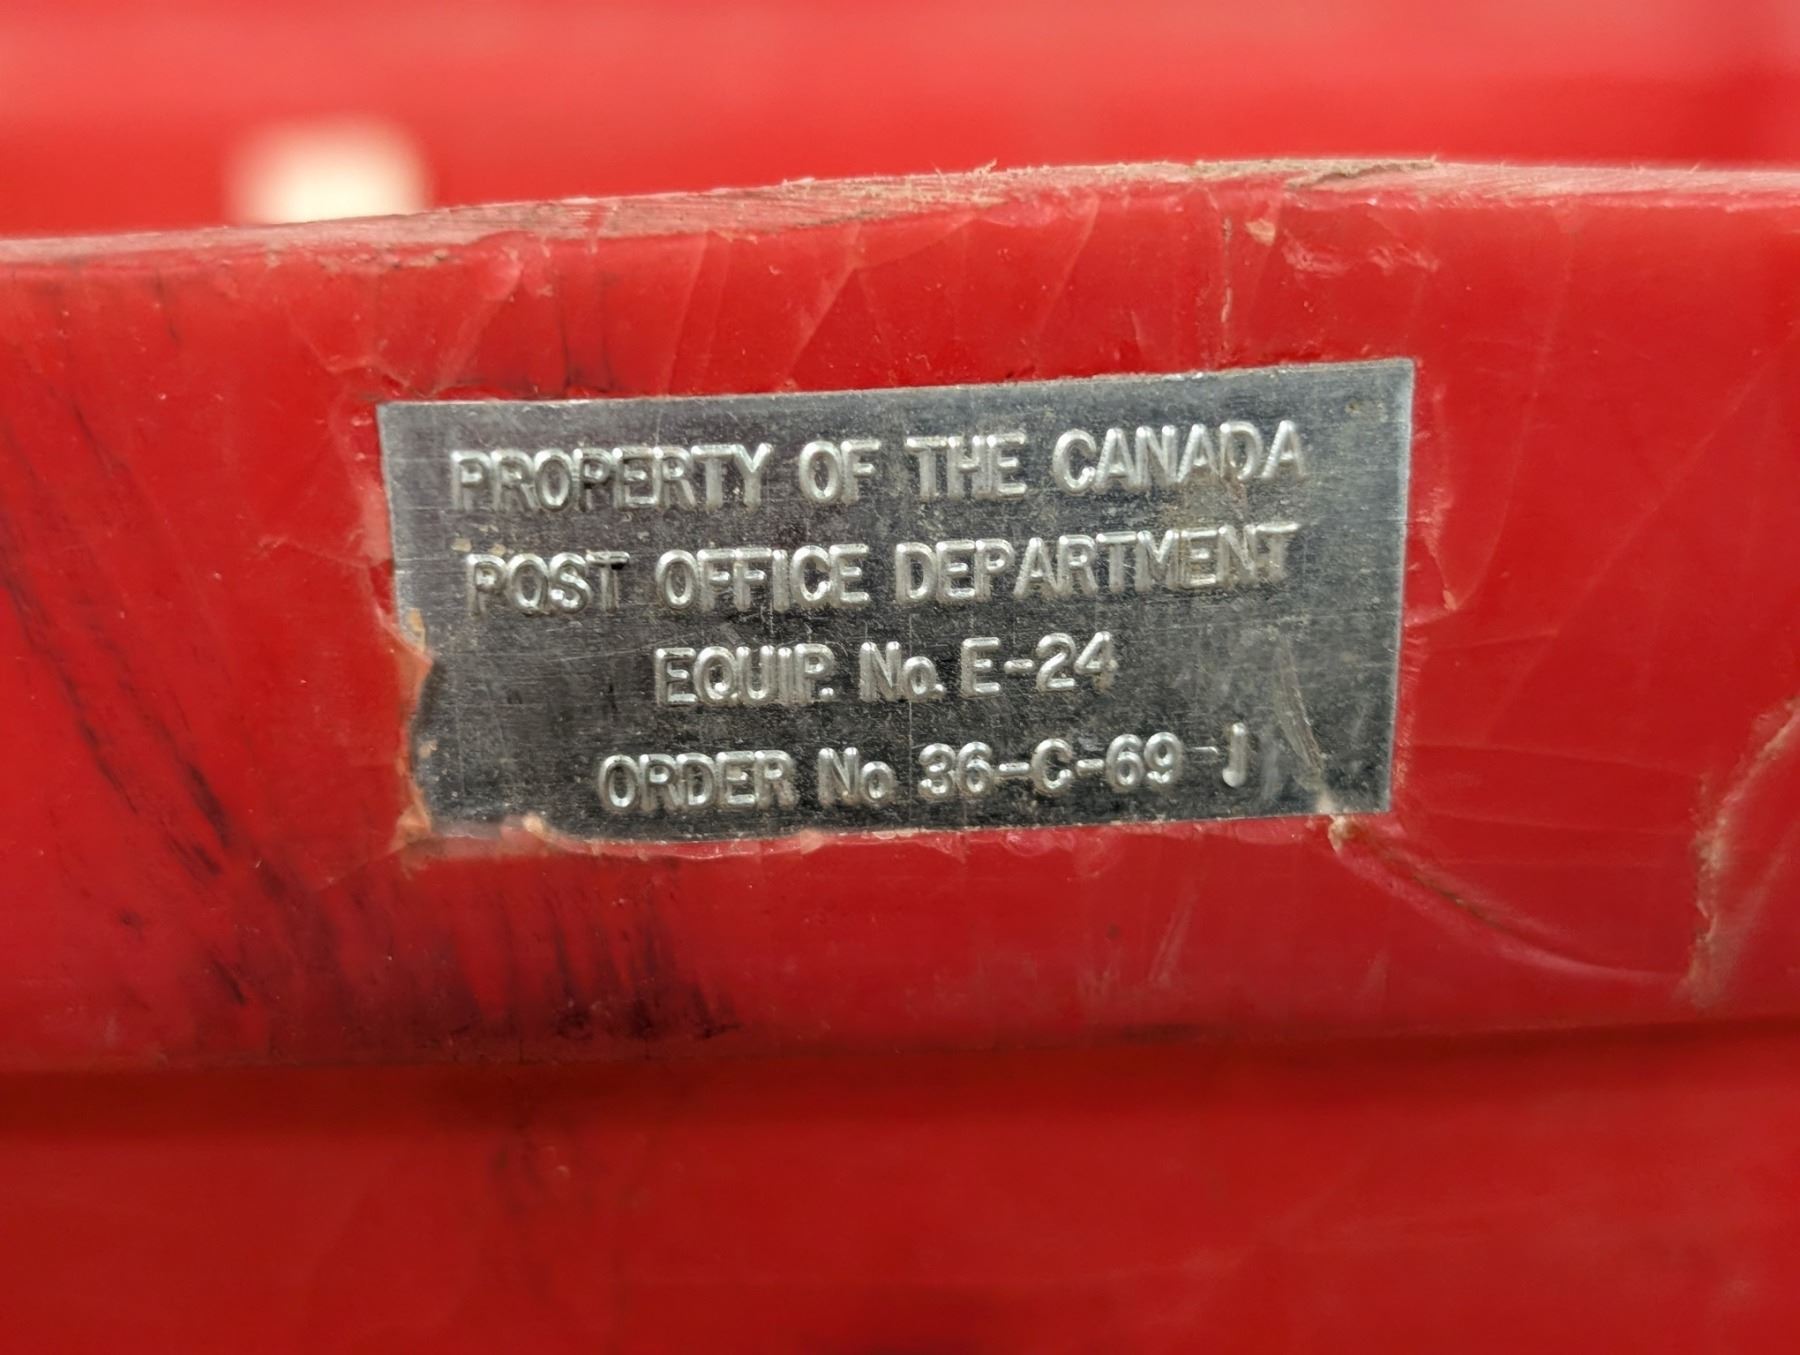 PROPERTY OF THE CANADA
POST OFFICE DEPARTMENT
EQUIP. No. E-24
ORDER No 36-C-69-J